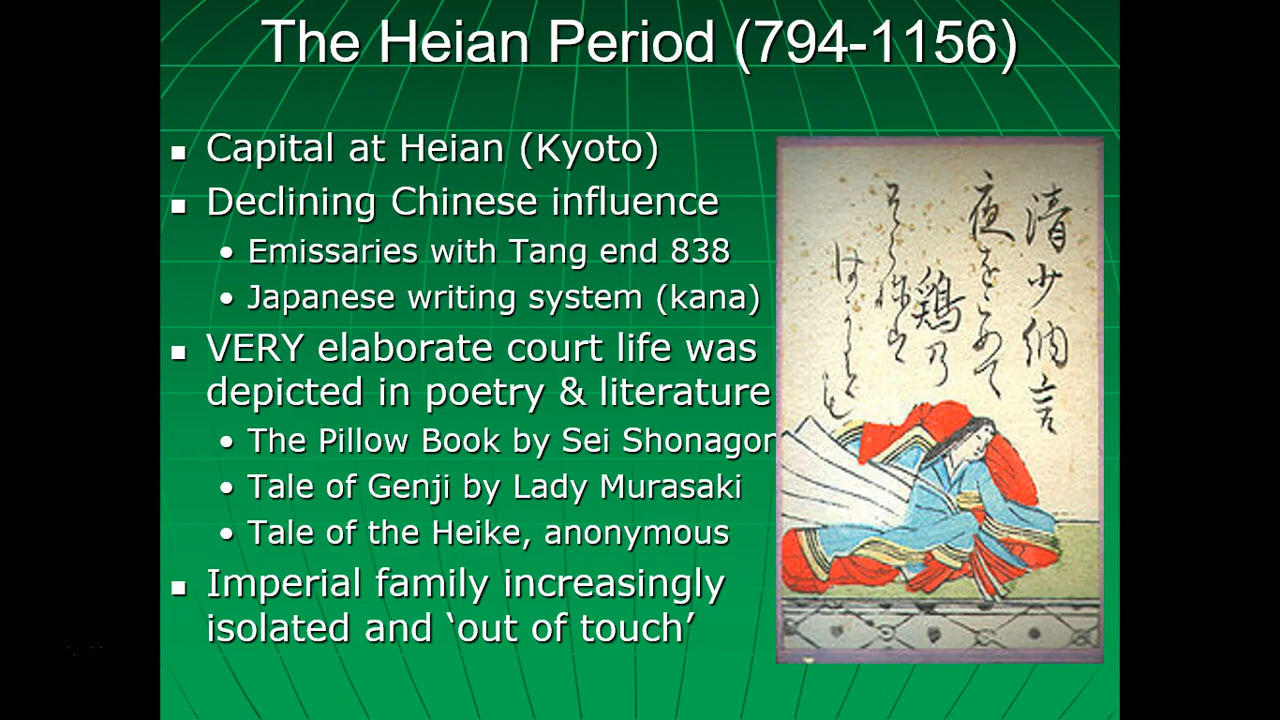 The Heian Period (794-1156)
Capital at Heian (Kyoto)
Declining Chinese influence
Emissaries with Tang end 838
Japanese writing system (kana)
VERY elaborate court life was
depicted in poetry & literature
The Pillow Book by Sei Shonagon
Tale of Genji by Lady Murasaki
Tale of the Heike, anonymous
Imperial family increasingly
isolated and ‘out of touch’
清少納言
夜をこめて
鶏乃